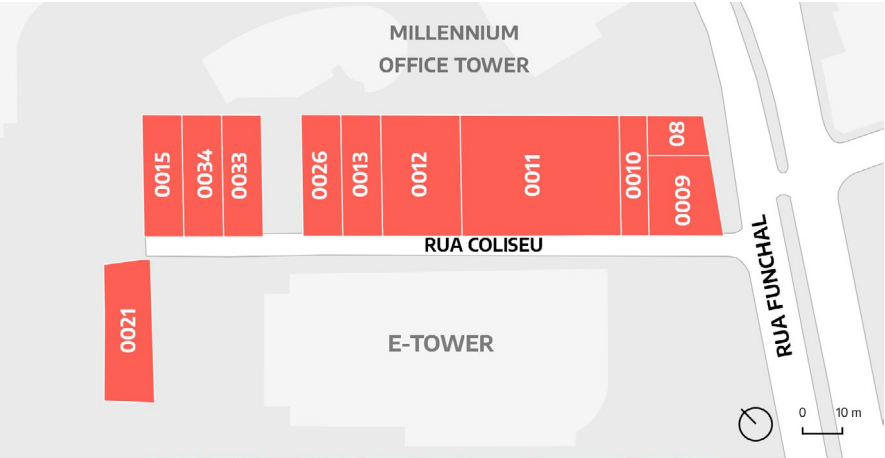 MILLENNIUM
OFFICE TOWER
0015
0034
0033
0026
0013
0012
0011
0010
08
0009
RUA COLISEU
RUA FUNCHAL
0021
E-TOWER
0 10 m